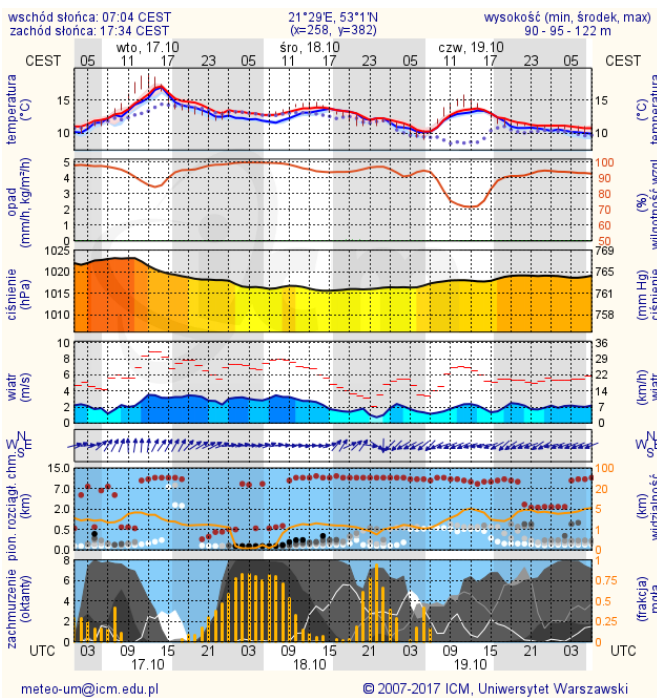 wschód słońca: 07:04 CEST 21°29'E, 53°1'N wysokość (min, środek, max)
zachód słońca: 17:34 CEST (x=258, y=382) 90 - 95 - 122 m
wto, 17.10 śro, 18.10 czw, 19.10
CEST 05 11 17 23 05 11 17 23 05 11 17 23 05 CEST
temperatura (°C)
15
10
15
10
temperatura (°C)
opad (mm/h, kg/m²/h)
5
4
3
2
1
0
100
90
80
70
60
50
(%) wilgotność wzgl.
ciśnienie (hPa)
1025
1020
1015
1010
769
765
761
758
(mm Hg) ciśnienie
wiatr (m/s)
10
8
6
4
2
0
36
29
22
14
7
0
(km/h) wiatr
N
W E
S
N
W E
S
pion. rozciągł. chm. (km)
15.0
7.0
2.0
0.5
0.0
100
20
5
1
0
(km) widzialność
zachmurzenie (oktanty)
8
6
4
2
0
1
0.75
0.5
0.25
0
(frakcja) mgła
UTC 03 09 15 21 03 09 15 21 03 09 15 21 03 UTC
17.10 18.10 19.10
meteo-um@icm.edu.pl © 2007-2017 ICM, Uniwersytet Warszawski